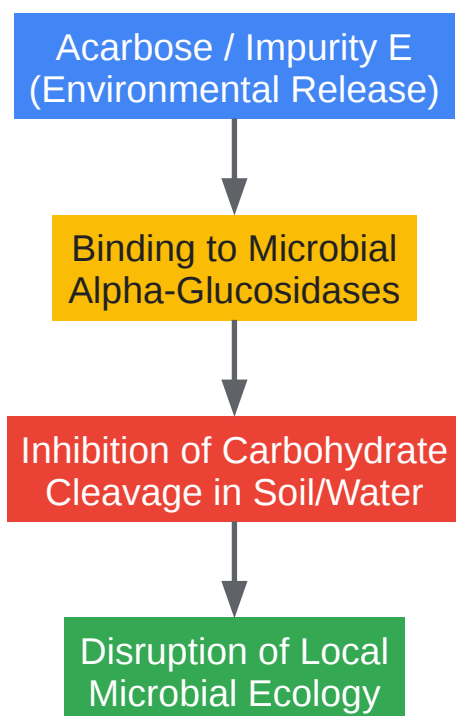 Acarbose / Impurity E
(Environmental Release)
Binding to Microbial
Alpha-Glucosidases
Inhibition of Carbohydrate
Cleavage in Soil/Water
Disruption of Local
Microbial Ecology